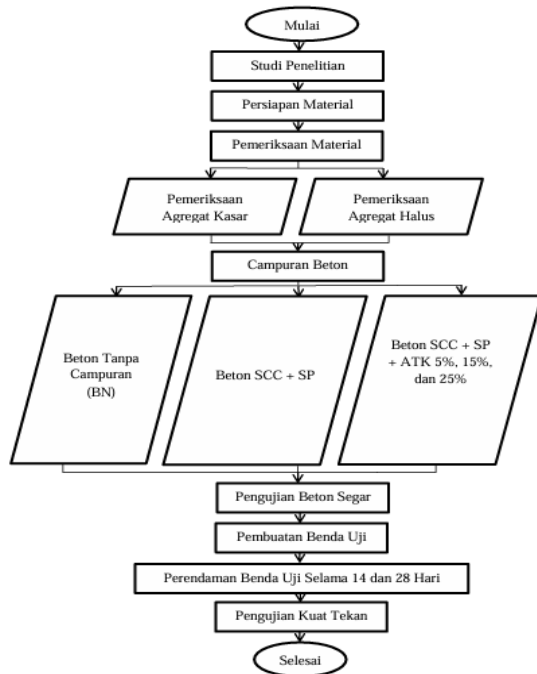 Mulai
Studi Penelitian
Persiapan Material
Pemeriksaan Material
Pemeriksaan
Agregat Kasar
Pemeriksaan
Agregat Halus
Campuran Beton
Beton Tanpa
Campuran
(BN)
Beton SCC + SP
Beton SCC + SP
+ ATK 5%, 15%,
dan 25%
Pengujian Beton Segar
Pembuatan Benda Uji
Perendaman Benda Uji Selama 14 dan 28 Hari
Pengujian Kuat Tekan
Selesai